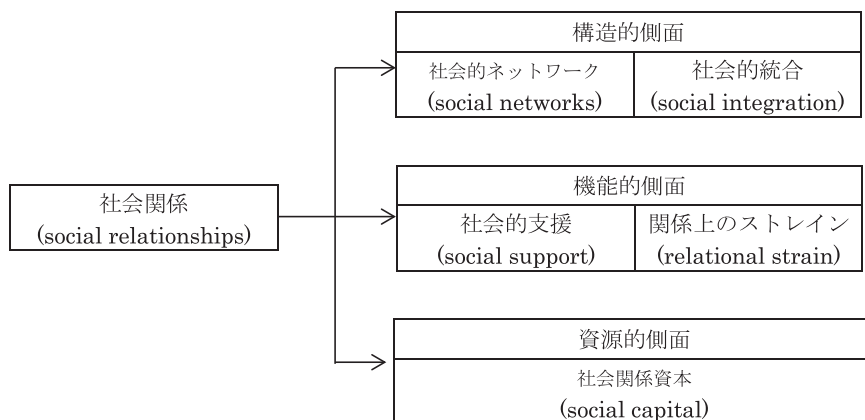 構造的側面
社会的ネットワーク
(social networks)
社会的統合
(social integration)
社会関係
(social relationships)
機能的側面
社会的支援
(social support)
関係上のストレイン
(relational strain)
資源的側面
社会関係資本
(social capital)